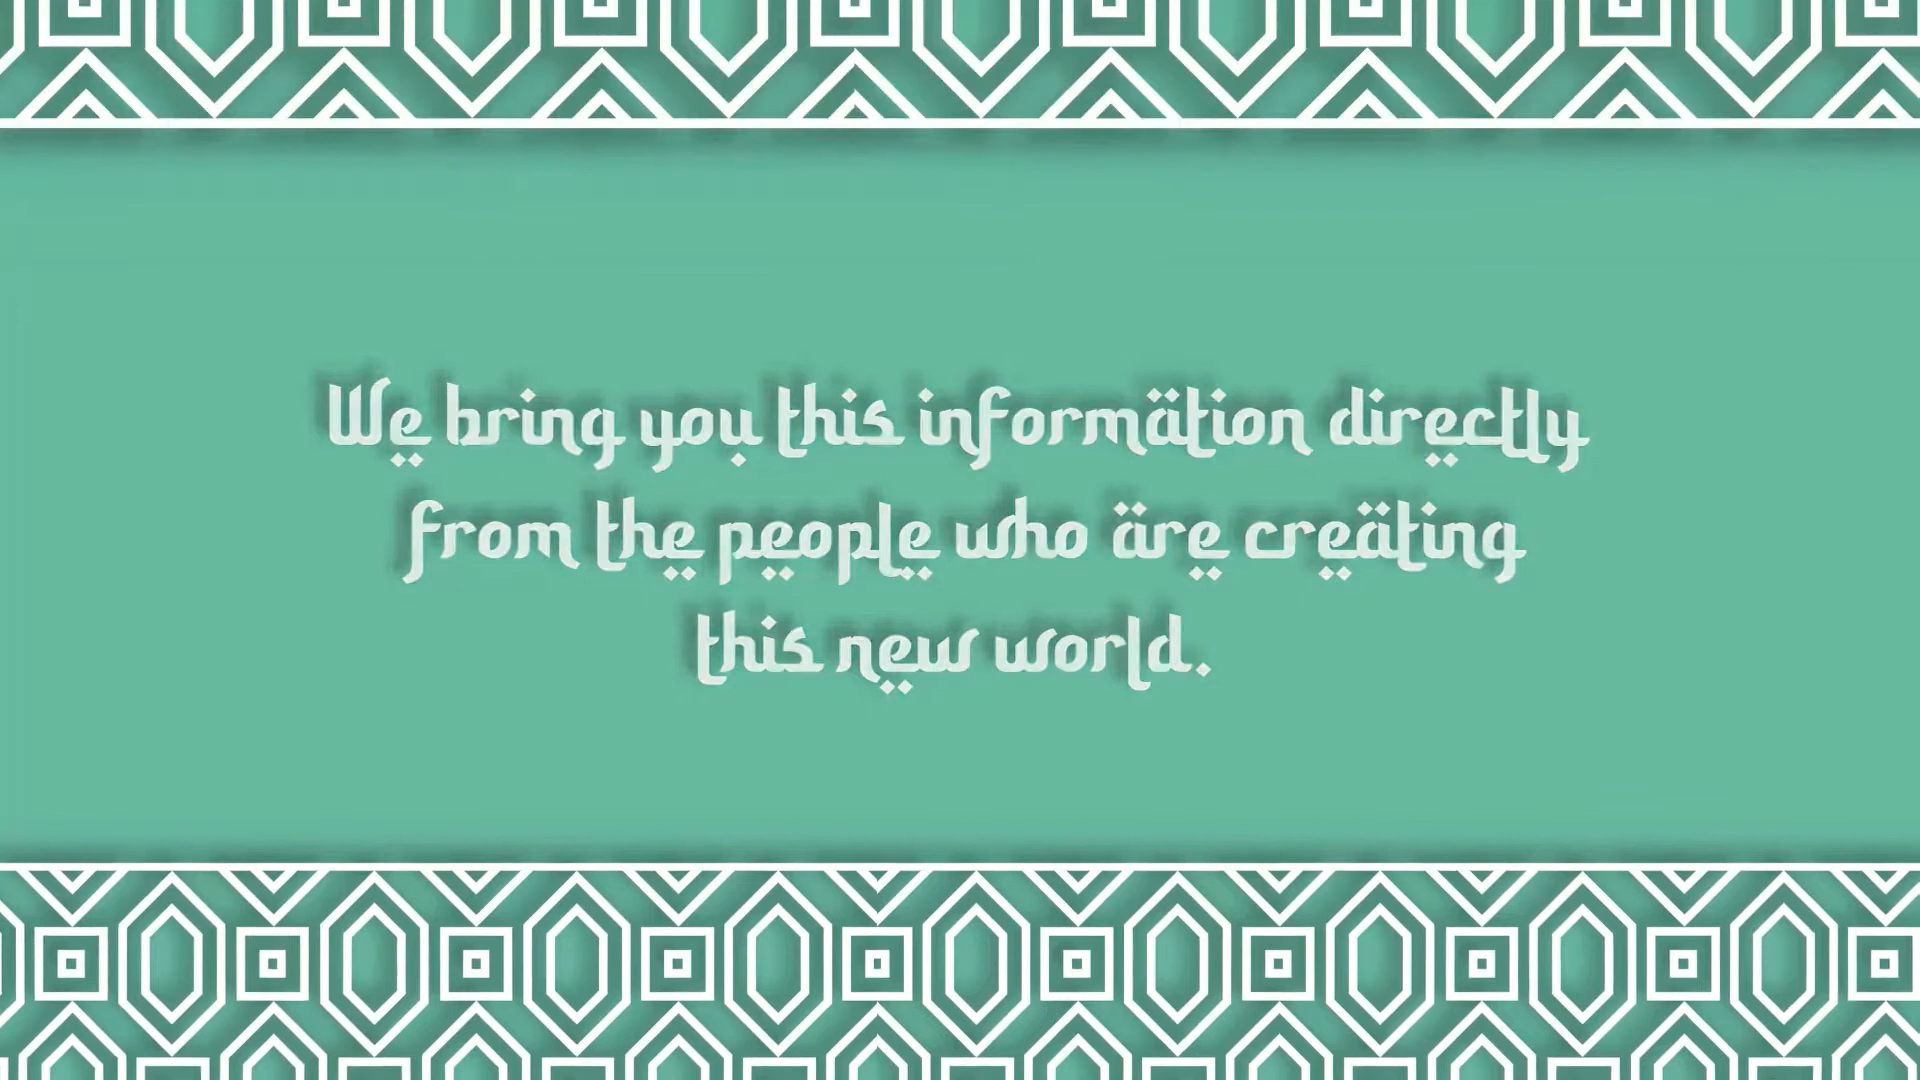 We bring you this information directly
from the people who are creating
this new world.